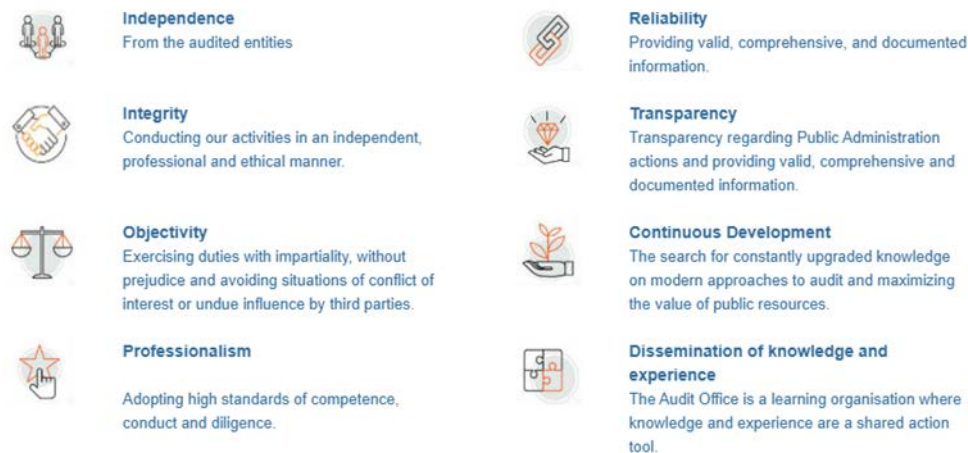 Independence
From the audited entities
Integrity
Conducting our activities in an independent,
professional and ethical manner.
Objectivity
Exercising duties with impartiality, without
prejudice and avoiding situations of conflict of
interest or undue influence by third parties.
Professionalism
Adopting high standards of competence,
conduct and diligence.
Reliability
Providing valid, comprehensive, and documented
information.
Transparency
Transparency regarding Public Administration
actions and providing valid, comprehensive and
documented information.
Continuous Development
The search for constantly upgraded knowledge
on modern approaches to audit and maximizing
the value of public resources.
Dissemination of knowledge and
experience
The Audit Office is a learning organisation where
knowledge and experience are a shared action
tool.